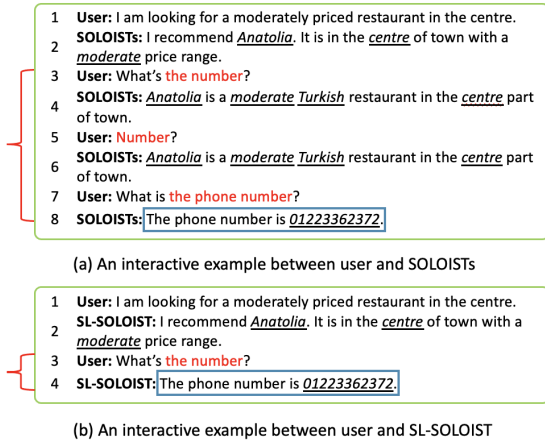 1 User: I am looking for a moderately priced restaurant in the centre.
2 SOLOISTs: I recommend Anatolia. It is in the centre of town with a
moderate price range.
3 User: What's the number?
4 SOLOISTs: Anatolia is a moderate Turkish restaurant in the centre part
of town.
5 User: Number?
6 SOLOISTs: Anatolia is a moderate Turkish restaurant in the centre part
of town.
7 User: What is the phone number?
8 SOLOISTs: The phone number is 01223362372.
(a) An interactive example between user and SOLOISTs
1 User: I am looking for a moderately priced restaurant in the centre.
2 SL-SOLOIST: I recommend Anatolia. It is in the centre of town with a
moderate price range.
3 User: What's the number?
4 SL-SOLOIST: The phone number is 01223362372.
(b) An interactive example between user and SL-SOLOIST